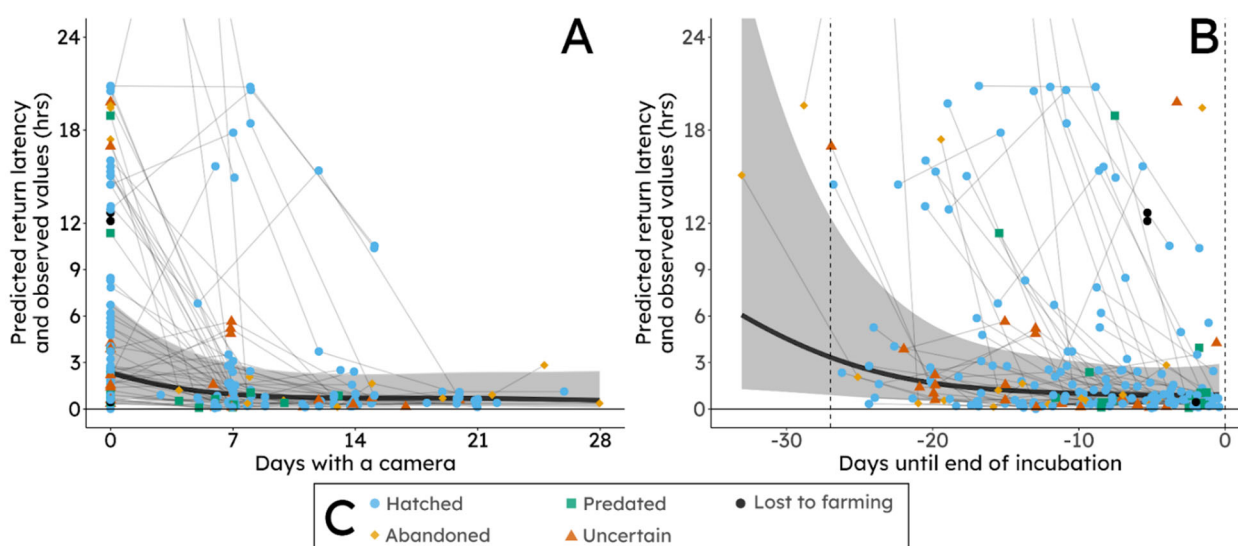 A
B
Predicted return latency
and observed values (hrs)
24
18
12
9
6
3
0
0 7 14 21 28
Days with a camera
Predicted return latency
and observed values (hrs)
24
18
12
9
6
3
0
-30 -20 -10 0
Days until end of incubation
C
Hatched Predated Lost to farming
Abandoned Uncertain